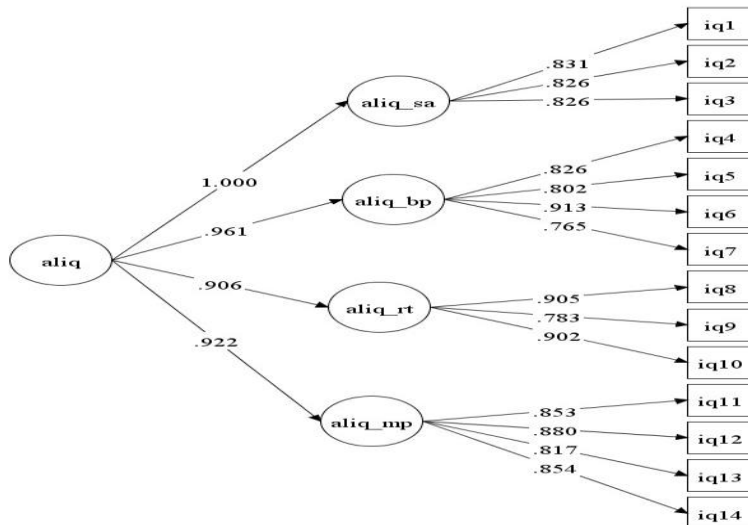 iq1
.831
iq2
.826
iq3
.826
aliq_sa
iq4
.826
iq5
.802
iq6
.913
iq7
.765
aliq_bp
1.000
.961
aliq
.906
.922
iq8
.905
iq9
.783
iq10
.902
aliq_rt
iq11
.853
iq12
.880
iq13
.817
iq14
.854
aliq_mp